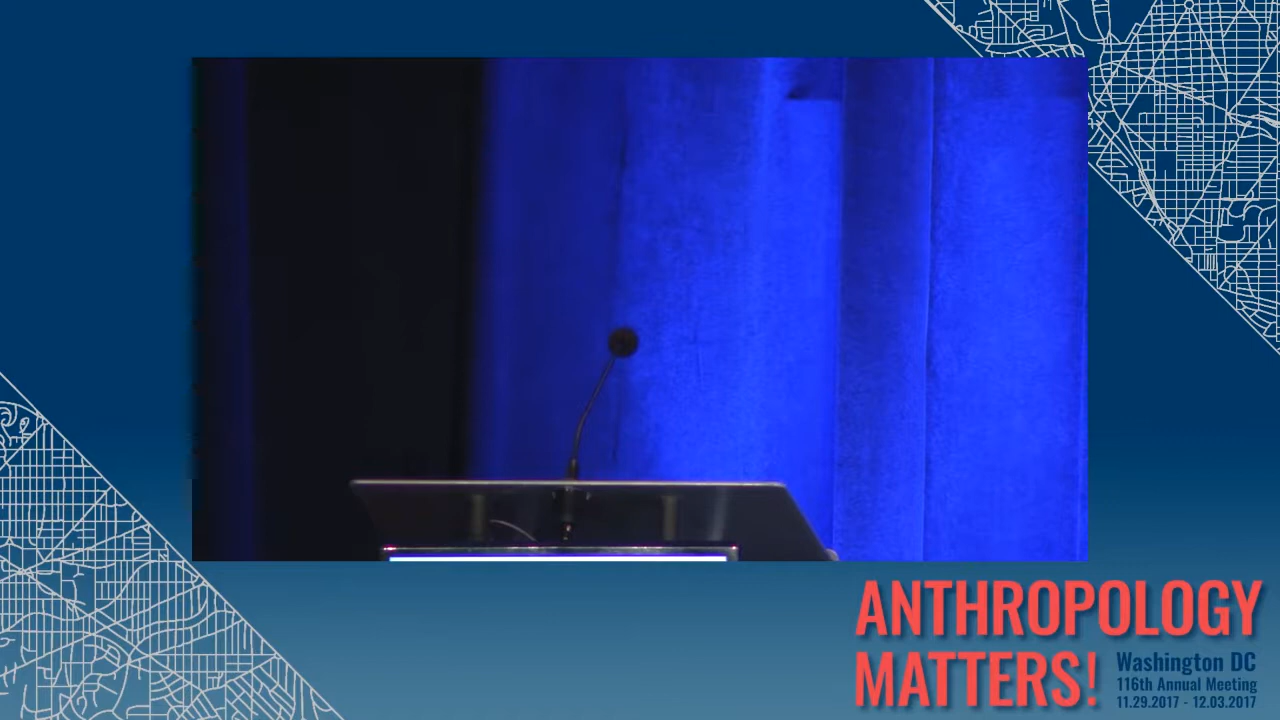 ANTHROPOLOGY
MATTERS!
Washington DC
116th Annual Meeting
11.29.2017 - 12.03.2017